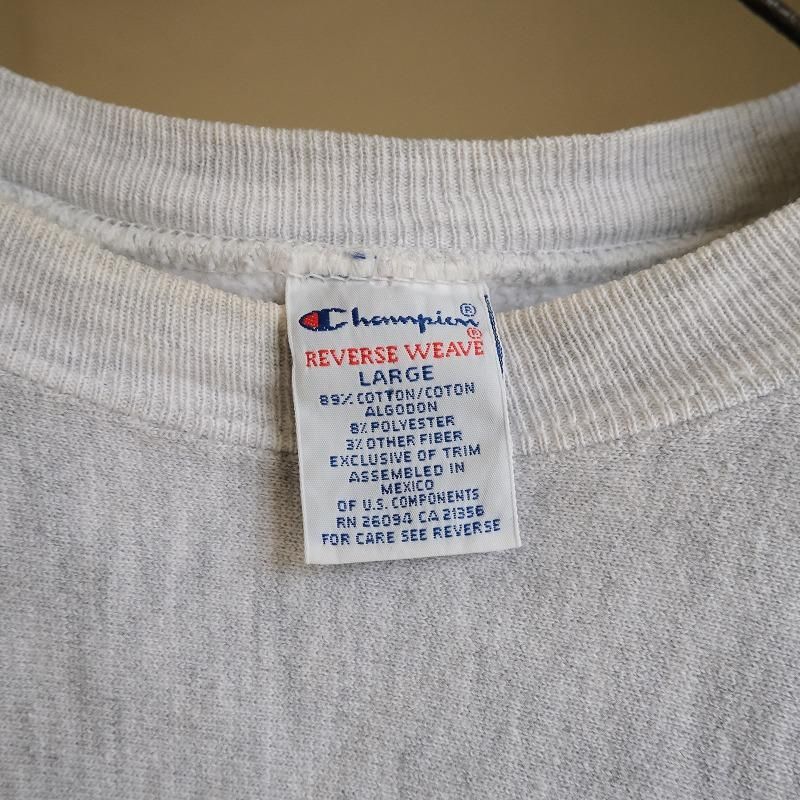 Champion®
REVERSE WEAVE®
LARGE
89% COTTON/COTON
ALGODON
8% POLYESTER
3% OTHER FIBER
EXCLUSIVE OF TRIM
ASSEMBLED IN
MEXICO
OF U.S. COMPONENTS
RN 26094 CA 21356
FOR CARE SEE REVERSE